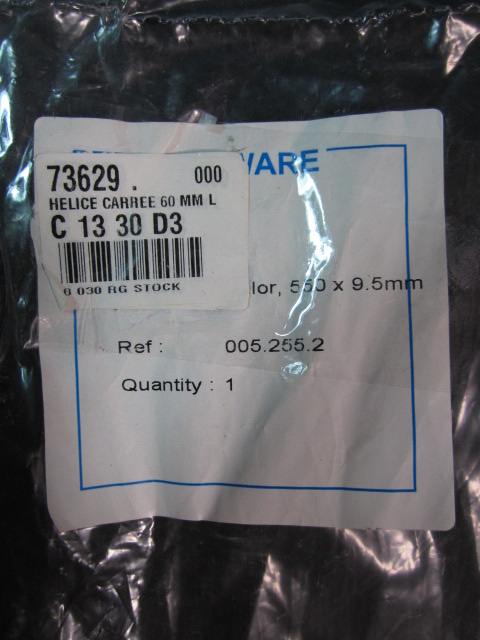 73629 . 000
HELICE CARREE 60 MM L
C 13 30 D3
6 030 RG STOCK
WARE
lor, 550 x 9.5mm
Ref : 005.255.2
Quantity : 1